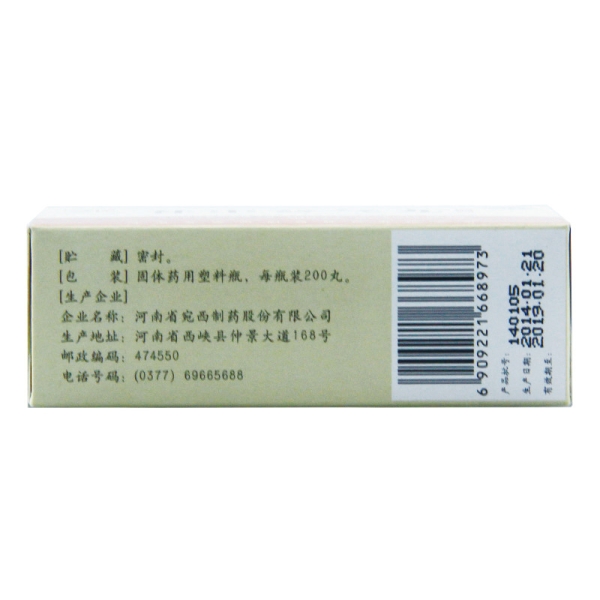 [贮　　藏] 密封。
[包　　装] 固体药用塑料瓶、每瓶装200丸。
[生产企业]
企业名称：河南省宛西制药股份有限公司
生产地址：河南省西峡县仲景大道168号
邮政编码：474550
电话号码：(0377) 69665688
6 909221 668973
产品批号： 140105
生产日期： 2014.01.21
有效期至： 2019.01.20